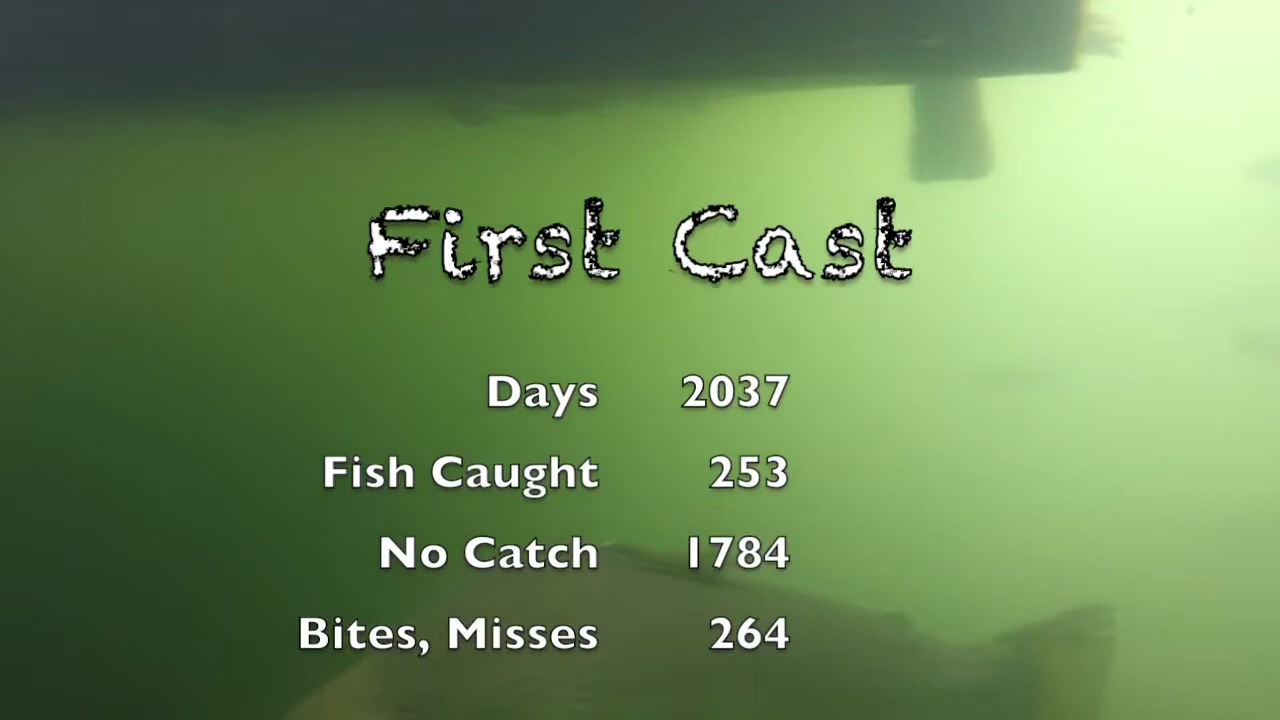 First Cast
Days 2037
Fish Caught 253
No Catch 1784
Bites, Misses 264